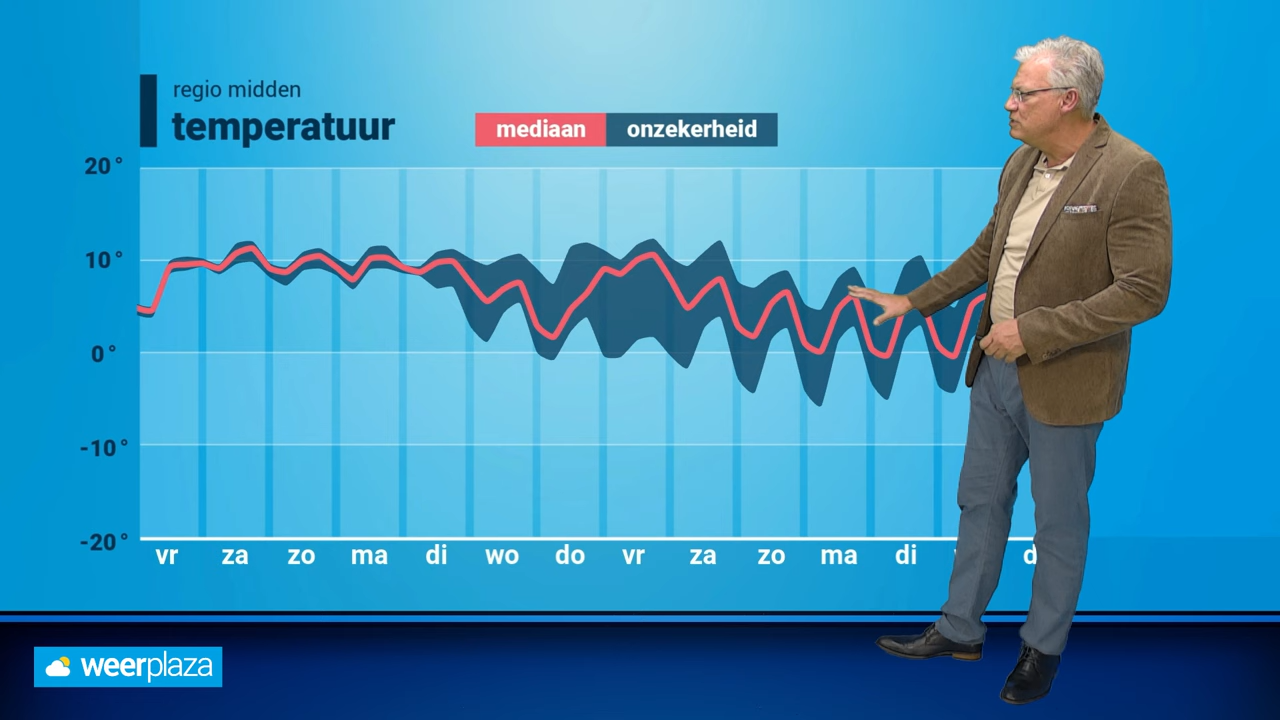 regio midden
temperatuur
mediaan onzekerheid
20°
10°
0°
-10°
-20°
vr za zo ma di wo do vr za zo ma di
weerplaza